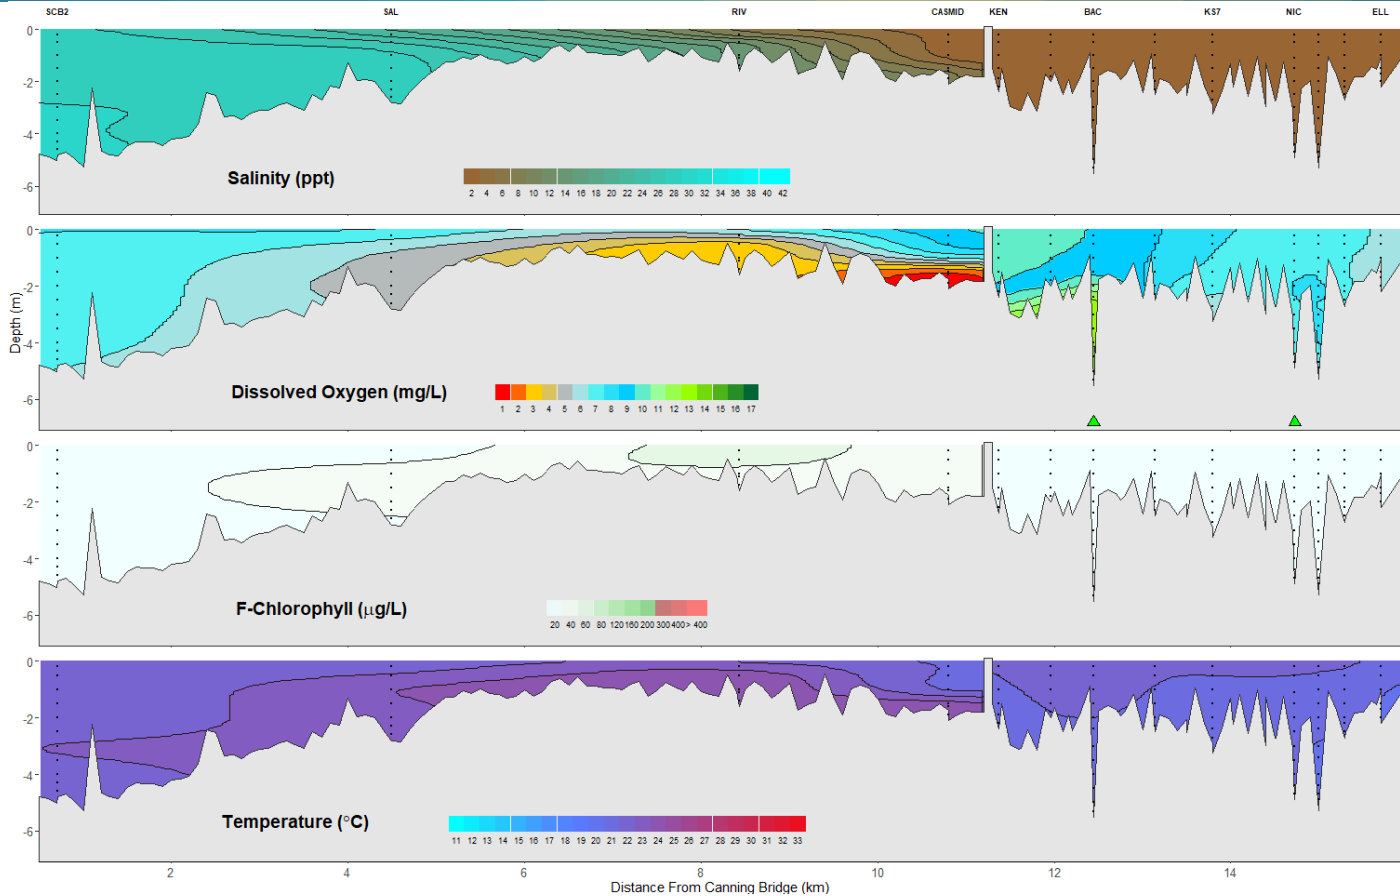 SCB2 SAL RIV CASMID KEN BAC KS7 NIC ELL
0
-2
-4
-6
Salinity (ppt)
2 4 6 8 10 12 14 16 18 20 22 24 26 28 30 32 34 36 38 40 42
0
-2
-4
-6
Depth (m)
Dissolved Oxygen (mg/L)
1 2 3 4 5 6 7 8 9 10 11 12 13 14 15 16 17
0
-2
-4
-6
F-Chlorophyll (μg/L)
20 40 60 80 120 160 200 300 400 > 400
0
-2
-4
-6
Temperature (°C)
11 12 13 14 15 16 17 18 19 20 21 22 23 24 25 26 27 28 29 30 31 32 33
2 4 6 8 10 12 14
Distance From Canning Bridge (km)